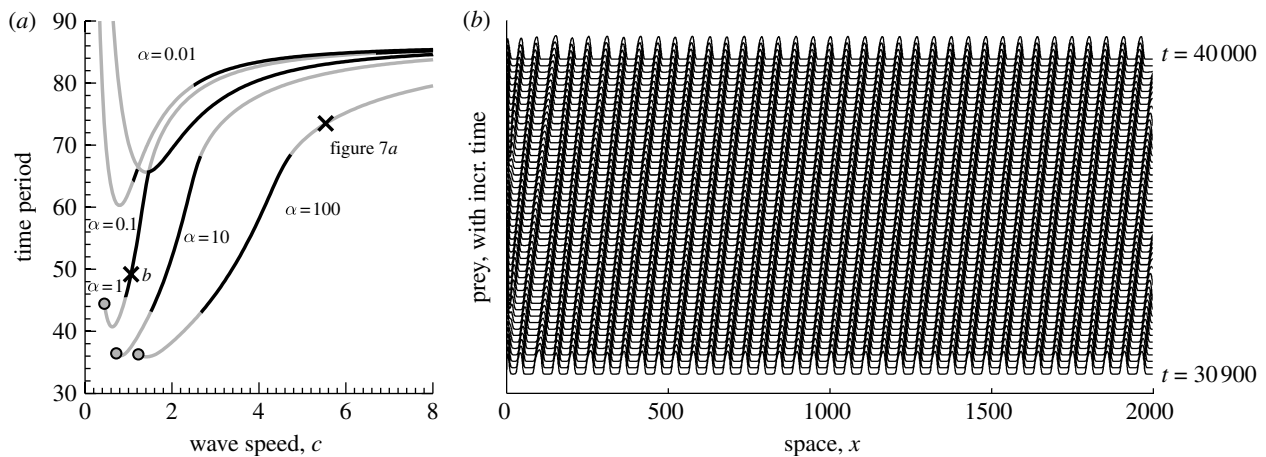 (a)
90
80
70
60
50
40
30
time period
α=0.01
α=0.1
α=1
b
α=10
α=100
figure 7a
0 2 4 6 8
wave speed, c
(b)
prey, with incr. time
t = 40 000
t = 30 900
0 500 1000 1500 2000
space, x